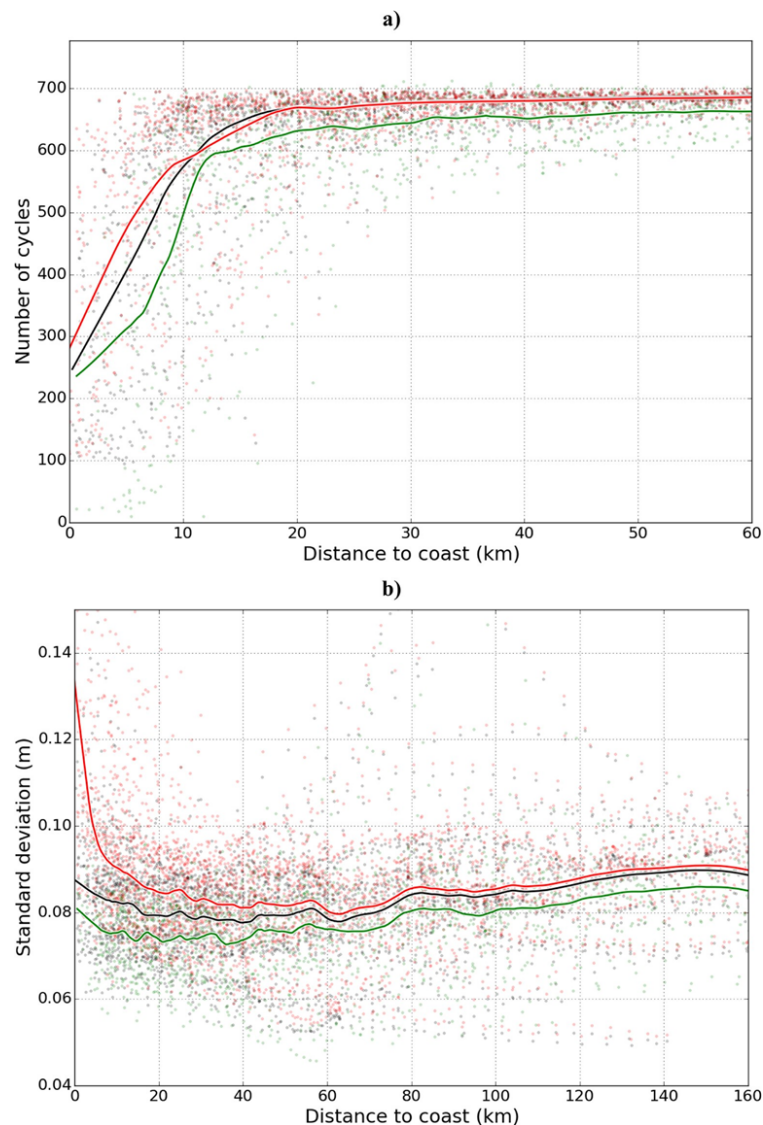 a)
700
600
500
400
300
200
100
0
Number of cycles
0 10 20 30 40 50 60
Distance to coast (km)
b)
0.14
0.12
0.10
0.08
0.06
0.04
Standard deviation (m)
0 20 40 60 80 100 120 140 160
Distance to coast (km)